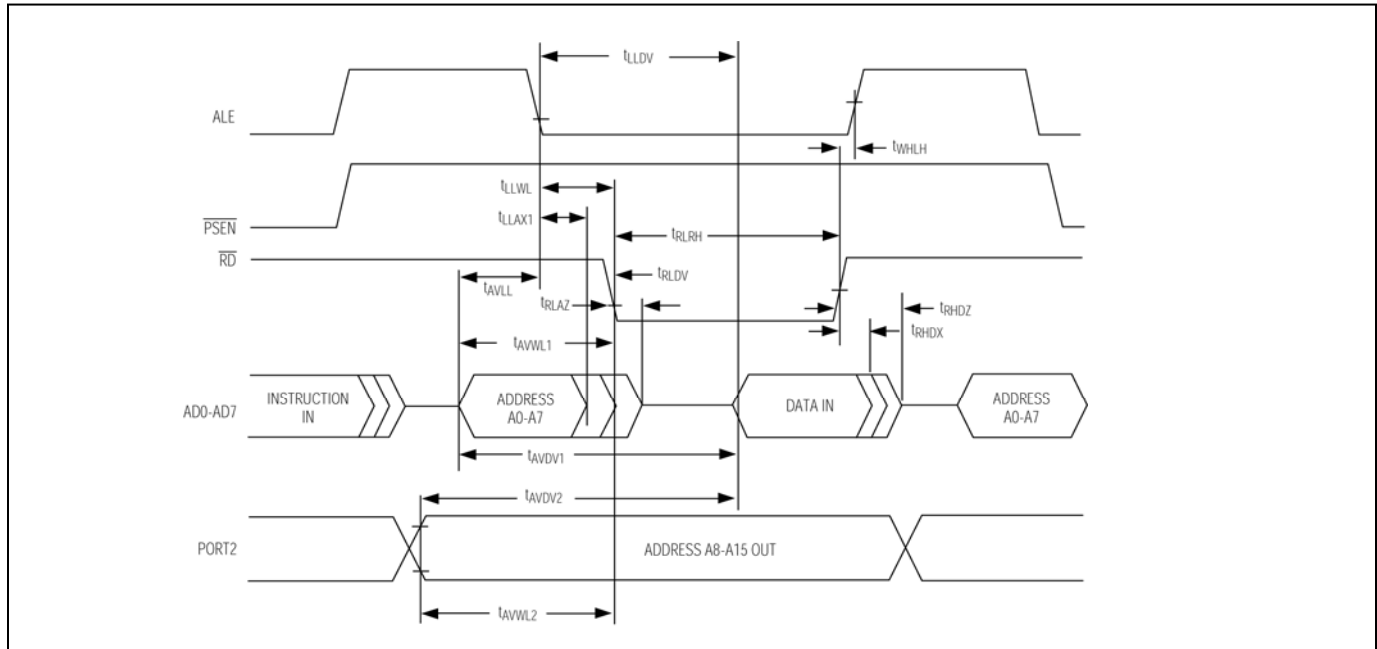 tLLDV
ALE
tWHLH
tLLWL
tLLAX1
PSEN
tRLRH
RD
tRLDV
tAVLL
tRLAZ
tRHDZ
tRHDX
tAVWL1
AD0-AD7
INSTRUCTION
IN
ADDRESS
A0-A7
DATA IN
ADDRESS
A0-A7
tAVDV1
tAVDV2
PORT2
ADDRESS A8-A15 OUT
tAVWL2